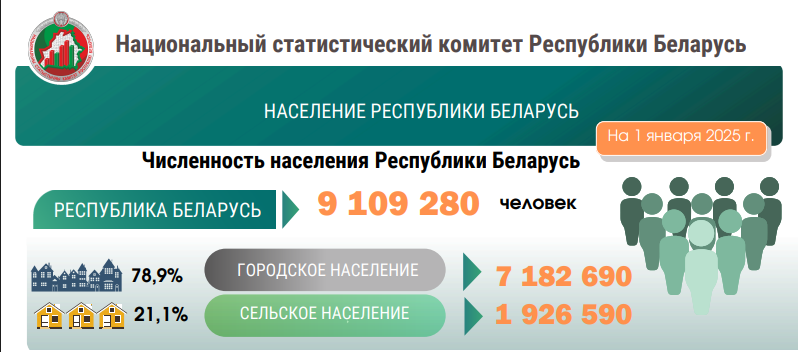 Национальный статистический комитет Республики Беларусь
НАСЕЛЕНИЕ РЕСПУБЛИКИ БЕЛАРУСЬ
На 1 января 2025 г.
Численность населения Республики Беларусь
РЕСПУБЛИКА БЕЛАРУСЬ 9 109 280 человек
78,9% ГОРОДСКОЕ НАСЕЛЕНИЕ 7 182 690
21,1% СЕЛЬСКОЕ НАСЕЛЕНИЕ 1 926 590